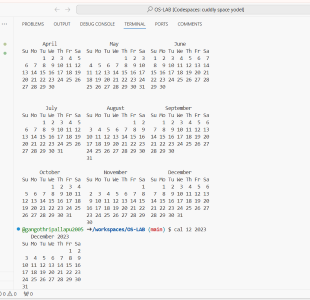 OS-LAB [Codespaces: cuddly space yodel]
PROBLEMS OUTPUT DEBUG CONSOLE TERMINAL PORTS COMMENTS
April May June
Su Mo Tu We Th Fr Sa Su Mo Tu We Th Fr Sa Su Mo Tu We Th Fr Sa
1 2 3 4 5 1 2 3 1 2 3 4 5 6 7
6 7 8 9 10 11 12 4 5 6 7 8 9 10 8 9 10 11 12 13 14
13 14 15 16 17 18 19 11 12 13 14 15 16 17 15 16 17 18 19 20 21
20 21 22 23 24 25 26 18 19 20 21 22 23 24 22 23 24 25 26 27 28
27 28 29 30 25 26 27 28 29 30 31 29 30
July August September
Su Mo Tu We Th Fr Sa Su Mo Tu We Th Fr Sa Su Mo Tu We Th Fr Sa
1 2 3 4 5 1 2 1 2 3 4 5 6
6 7 8 9 10 11 12 3 4 5 6 7 8 9 7 8 9 10 11 12 13
13 14 15 16 17 18 19 10 11 12 13 14 15 16 14 15 16 17 18 19 20
20 21 22 23 24 25 26 17 18 19 20 21 22 23 21 22 23 24 25 26 27
27 28 29 30 31 24 25 26 27 28 29 30 28 29 30
31
October November December
Su Mo Tu We Th Fr Sa Su Mo Tu We Th Fr Sa Su Mo Tu We Th Fr Sa
1 2 3 4 1 1 2 3 4 5 6
5 6 7 8 9 10 11 2 3 4 5 6 7 8 7 8 9 10 11 12 13
12 13 14 15 16 17 18 9 10 11 12 13 14 15 14 15 16 17 18 19 20
19 20 21 22 23 24 25 16 17 18 19 20 21 22 21 22 23 24 25 26 27
26 27 28 29 30 31 23 24 25 26 27 28 29 28 29 30 31
30
@gangothripallapu2005 ➜/workspaces/OS-LAB (main) $ cal 12 2023
December 2023
Su Mo Tu We Th Fr Sa
1 2
3 4 5 6 7 8 9
10 11 12 13 14 15 16
17 18 19 20 21 22 23
24 25 26 27 28 29 30
31
0 0 0